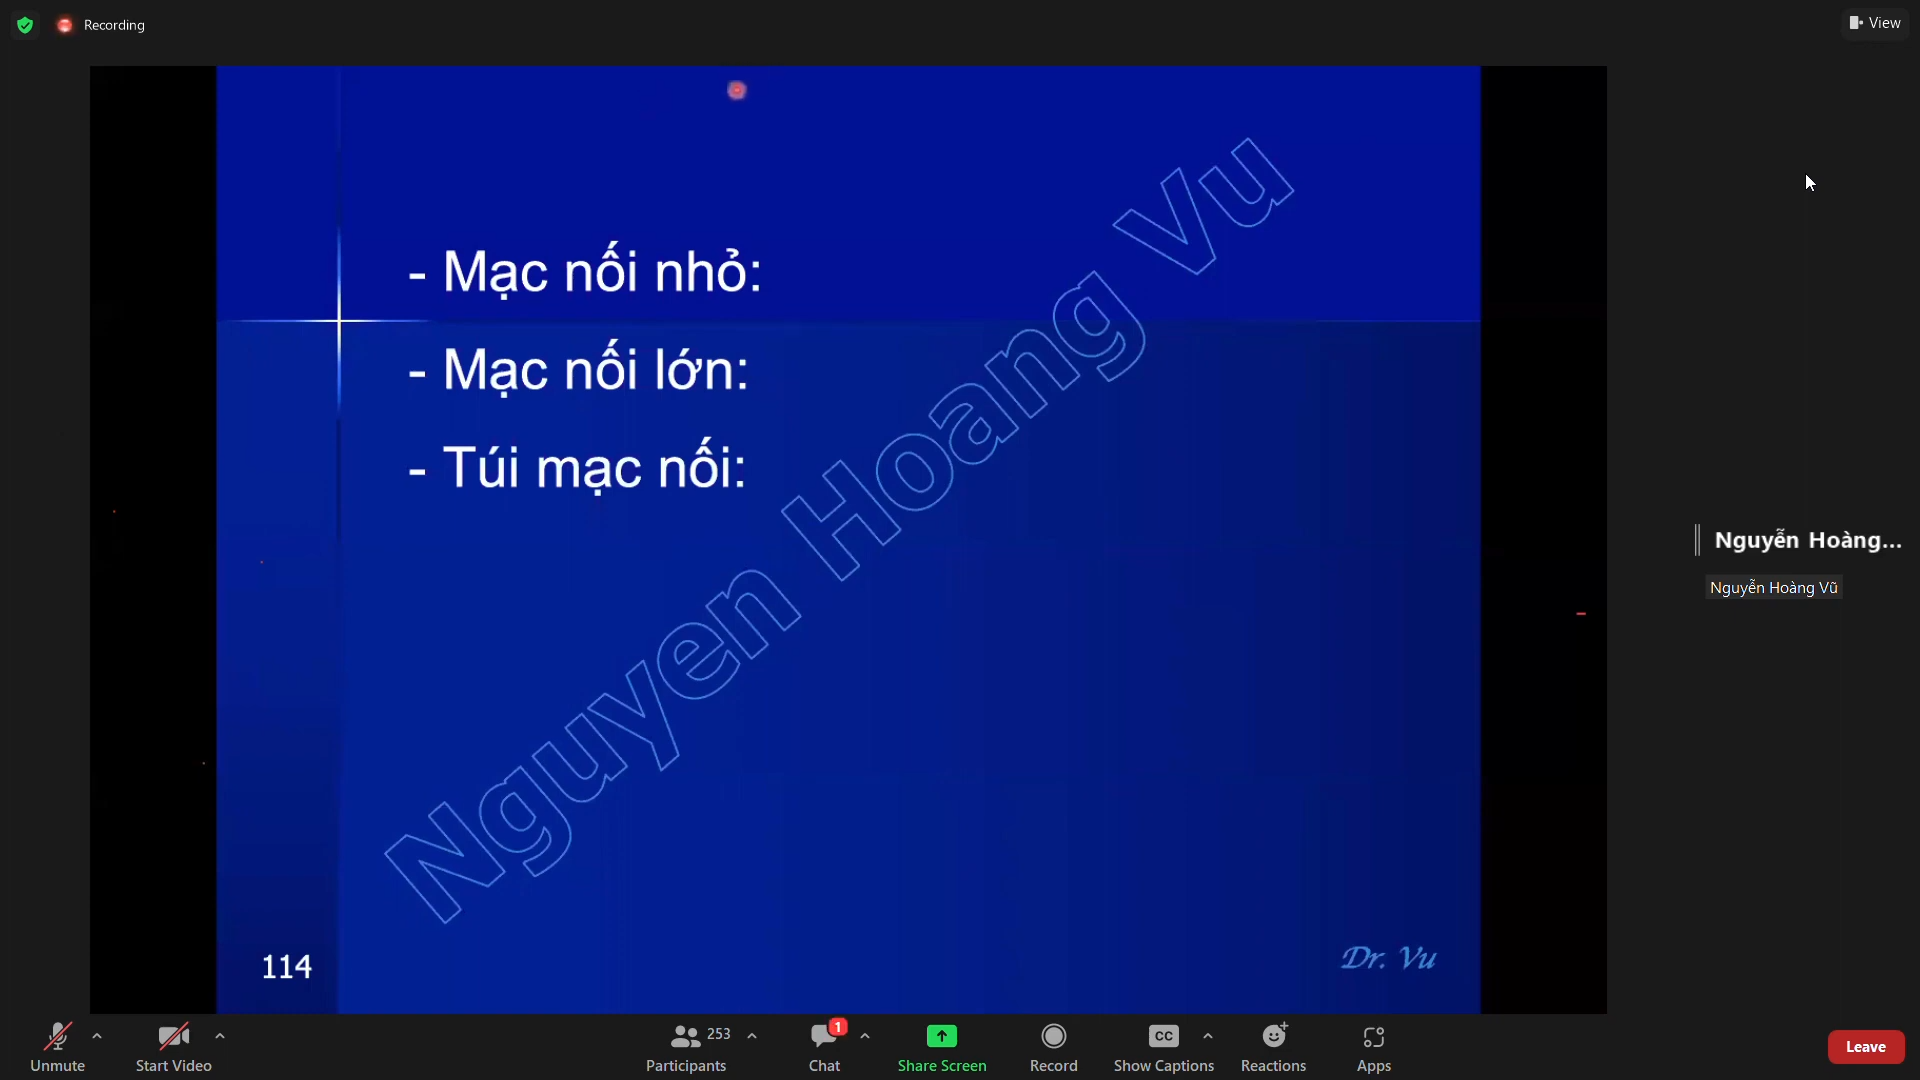 Recording
View
- Mạc nối nhỏ:
- Mạc nối lớn:
- Túi mạc nối:
Nguyen Hoang Vu
114
Dr. Vu
Nguyễn Hoàng...
Nguyễn Hoàng Vũ
Unmute
Start Video
253
Participants
1
Chat
Share Screen
Record
CC
Show Captions
Reactions
Apps
Leave